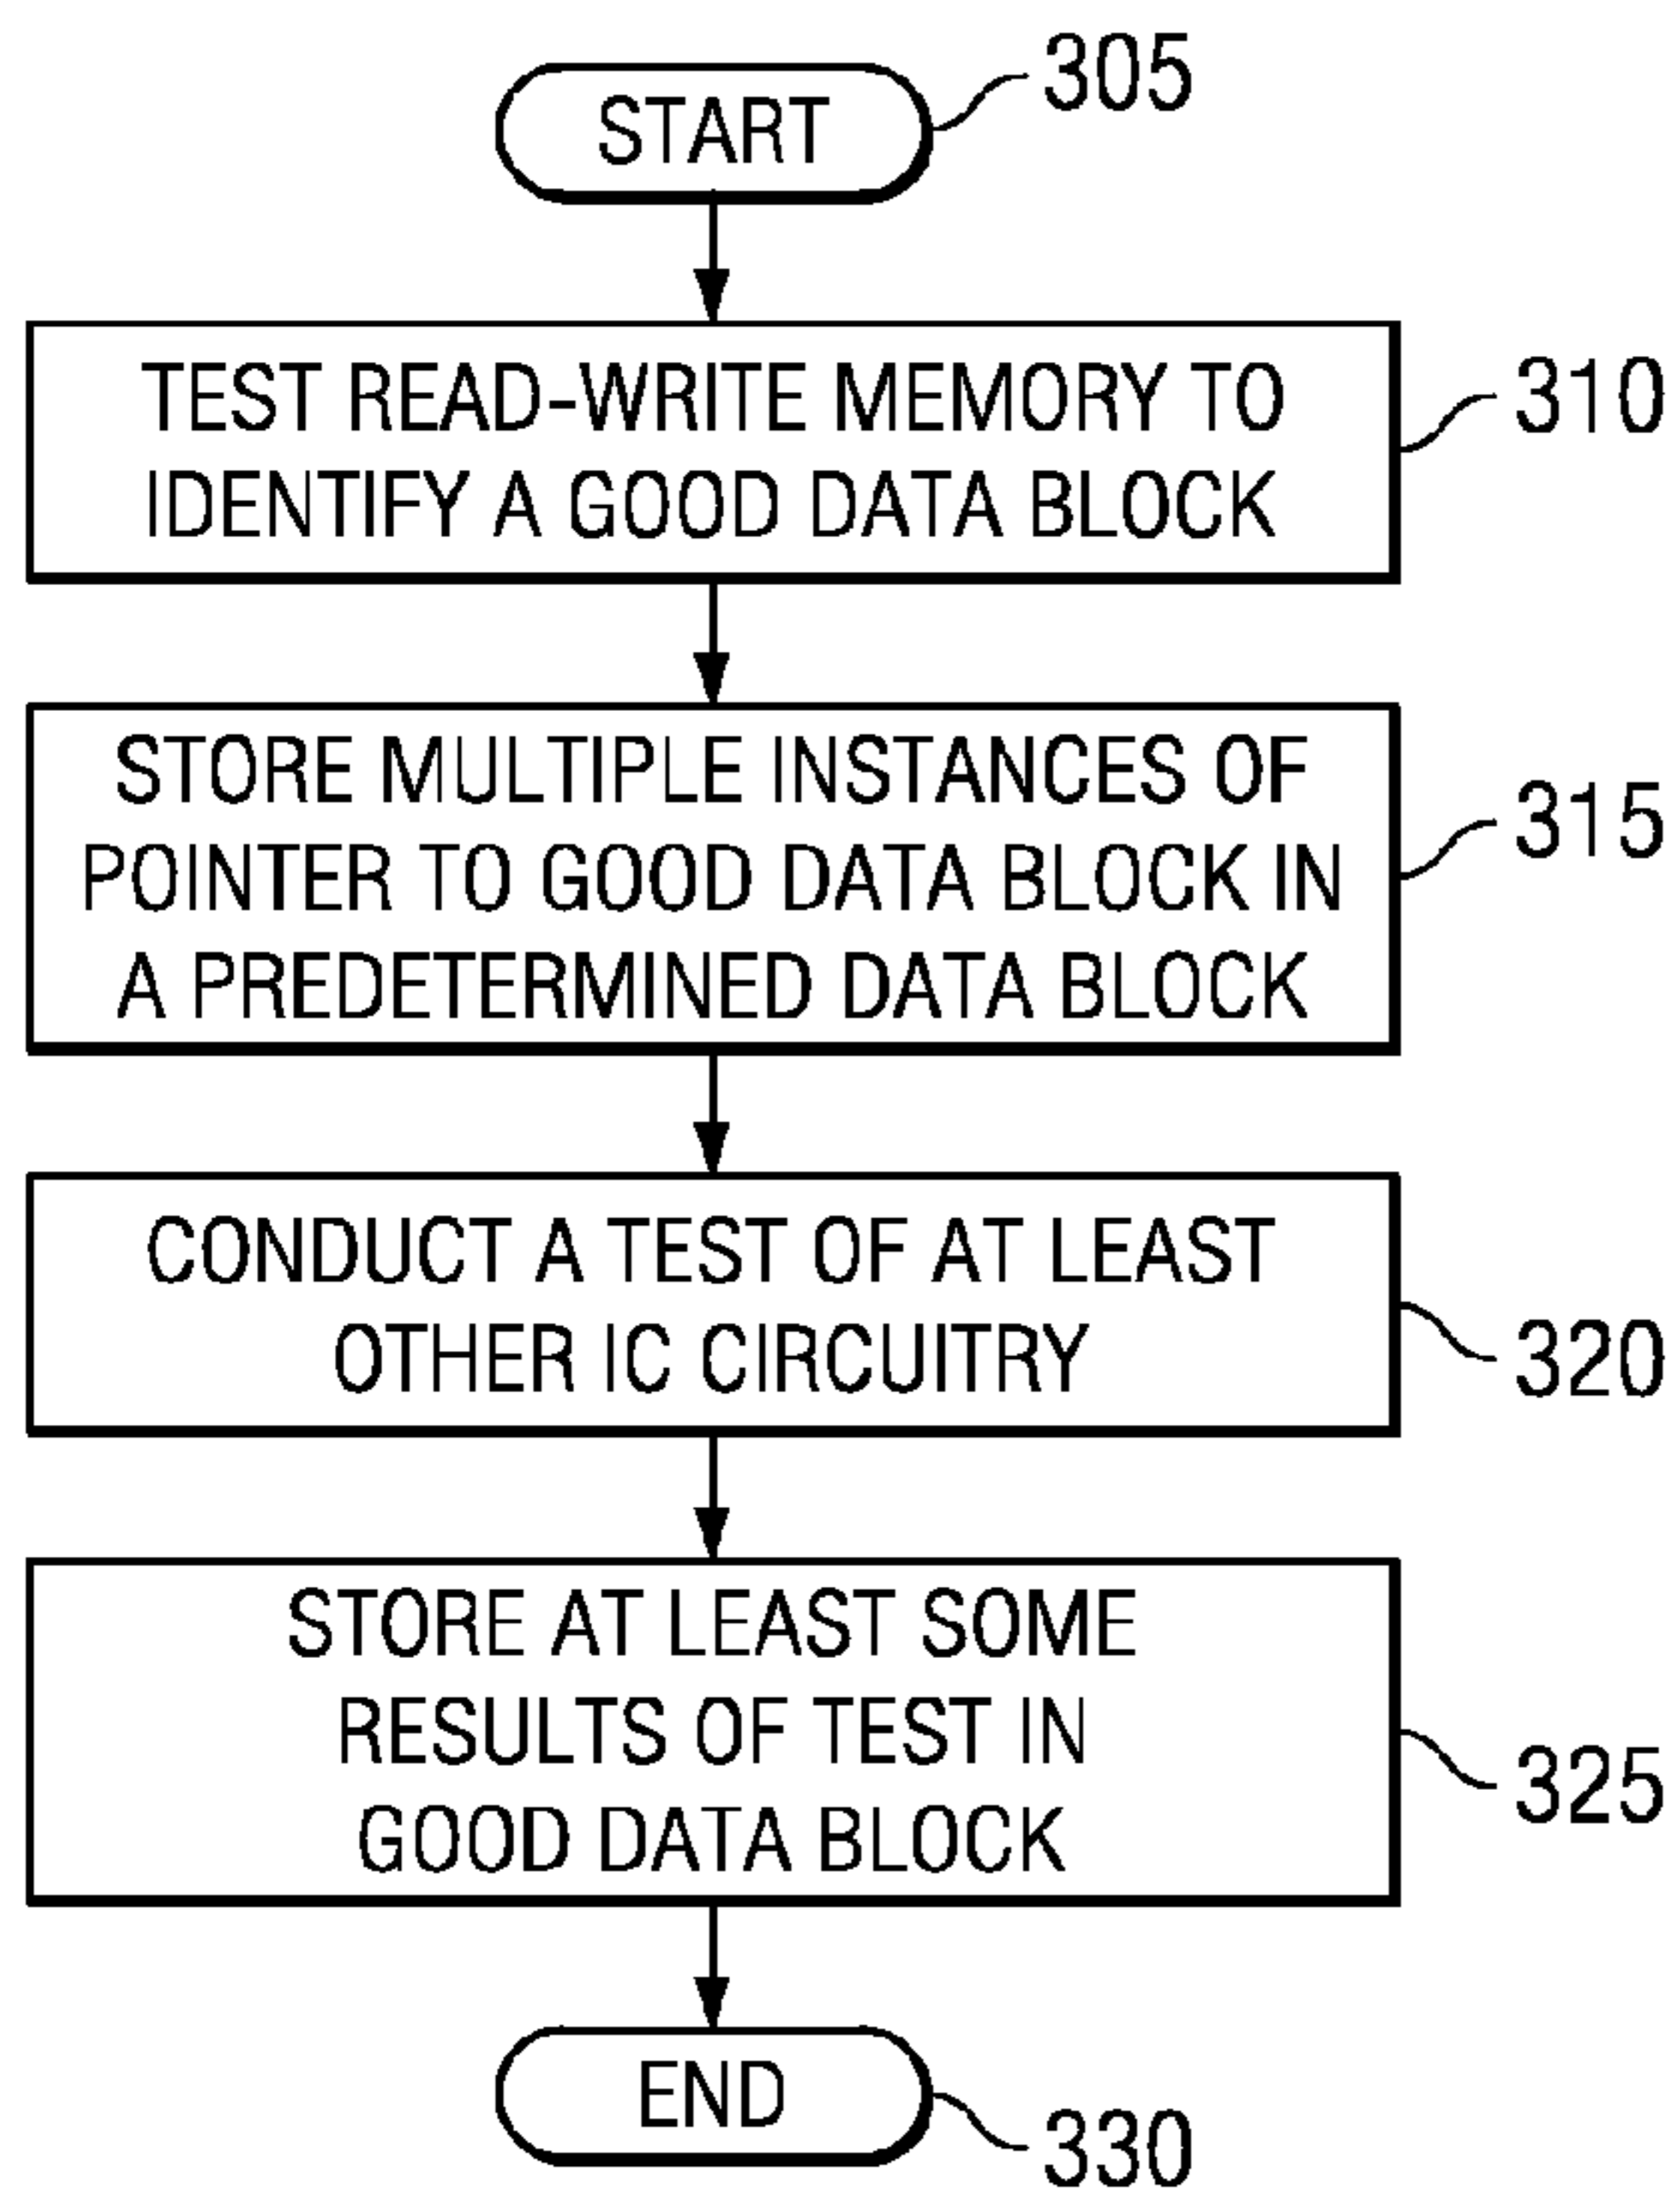 START
305
TEST READ-WRITE MEMORY TO
IDENTIFY A GOOD DATA BLOCK
310
STORE MULTIPLE INSTANCES OF
POINTER TO GOOD DATA BLOCK IN
A PREDETERMINED DATA BLOCK
315
CONDUCT A TEST OF AT LEAST
OTHER IC CIRCUITRY
320
STORE AT LEAST SOME
RESULTS OF TEST IN
GOOD DATA BLOCK
325
END
330